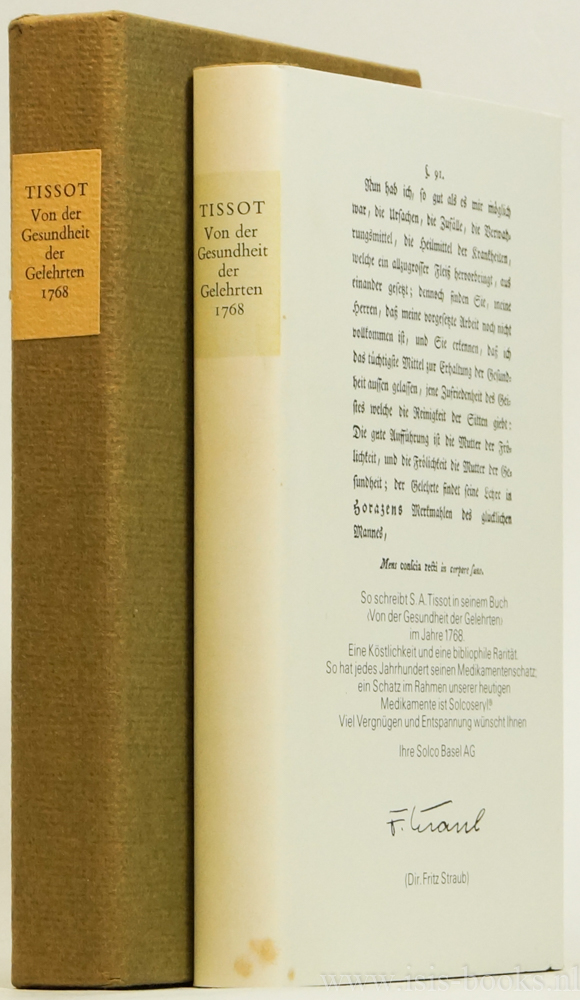 TISSOT
Von der
Gesundheit
der
Gelehrten
1768
TISSOT
Von der
Gesundheit
der
Gelehrten
1768
§. 91.
Nun hab ich, so gut als es mir möglich
war, die Ursachen, die Zufälle, die Verwah-
rungsmittel, die Heilmittel der Krankheiten,
welche ein allzugrosser Fleiß hervorbringt, aus
einander gesetzt; dennoch finden Sie, meine
Herren, daß meine vorgesetzte Arbeit noch nicht
vollkommen ist, und Sie erkennen, daß ich
das tüchtigste Mittel zur Erhaltung der Gesund-
heit aussen gelassen, jene Zufriedenheit des Gei-
stes welche die Reinigkeit der Sitten giebt:
Die gute Aufführung ist die Mutter der Frö-
lichkeit, und die Frölichkeit die Mutter der Ge-
sundheit; der Gelehrte findet seine Lehre in
Horazens Merkmahlen des glücklichen
Mannes,
Mens conscia recti in corpore sano.
So schreibt S. A. Tissot in seinem Buch
‹Von der Gesundheit der Gelehrten›
im Jahre 1768.
Eine Köstlichkeit und eine bibliophile Rarität.
So hat jedes Jahrhundert seinen Medikamentenschatz;
ein Schatz im Rahmen unserer heutigen
Medikamente ist Solcoseryl®
Viel Vergnügen und Entspannung wünscht Ihnen
Ihre Solco Basel AG
F. Straub
(Dir. Fritz Straub)
© www.isis-books.nl